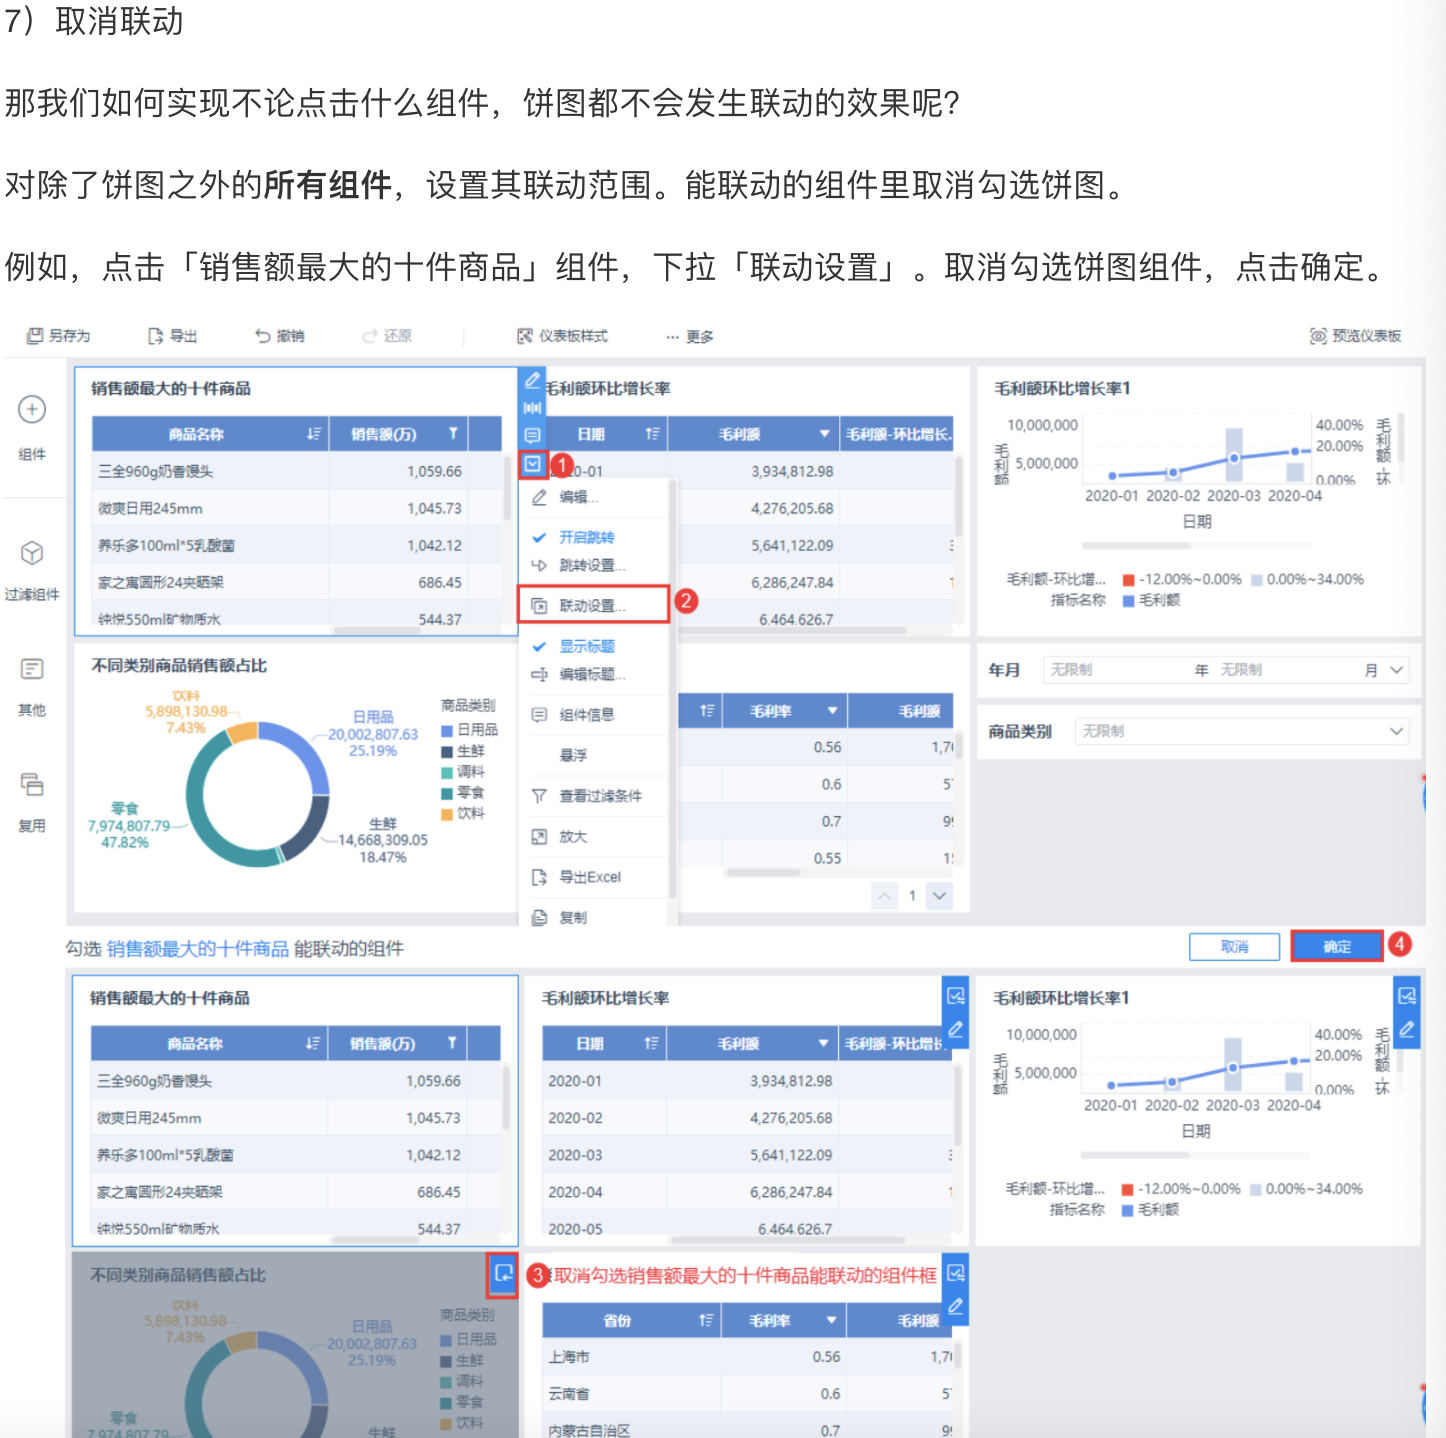 7）取消联动
那我们如何实现不论点击什么组件，饼图都不会发生联动的效果呢？
对除了饼图之外的所有组件，设置其联动范围。能联动的组件里取消勾选饼图。
例如，点击「销售额最大的十件商品」组件，下拉「联动设置」。取消勾选饼图组件，点击确定。
另存为 导出 撤销 还原 仪表板样式 ··· 更多 预览仪表板
组件
过滤组件
其他
复用
销售额最大的十件商品
商品名称 销售额(万)
三全960g奶香馒头 1,059.66
微爽日用245mm 1,045.73
养乐多100ml*5乳酸菌 1,042.12
家之寓圆形24夹晒架 686.45
纯悦550ml矿物质水 544.37
1
编辑...
开启跳转
跳转设置...
联动设置... 2
显示标题
编辑标题...
组件信息
悬浮
查看过滤条件
放大
导出Excel
复制
毛利额环比增长率
日期 毛利额 毛利额-环比增长.
0-01 3,934,812.98
4,276,205.68
5,641,122.09
6,286,247.84
6,464,626.7
毛利额环比增长率1
10,000,000 40.00%
20.00%
5,000,000
0.00%
毛利额
毛利额-环
2020-01 2020-02 2020-03 2020-04
日期
毛利额-环比增... -12.00%~0.00% 0.00%~34.00%
指标名称 毛利额
不同类别商品销售额占比
饮料
5,898,130.98
7.43%
日用品
20,002,807.63
25.19%
零食
7,974,807.79
47.82%
生鲜
14,668,309.05
18.47%
商品类别
日用品
生鲜
调料
零食
饮料
毛利率 毛利额
0.56 1,7
0.6 5
0.7 9
0.55 1
1
年月 无限制 年 无限制 月
商品类别 无限制
勾选 销售额最大的十件商品 能联动的组件 取消 确定 4
销售额最大的十件商品
商品名称 销售额(万)
三全960g奶香馒头 1,059.66
微爽日用245mm 1,045.73
养乐多100ml*5乳酸菌 1,042.12
家之寓圆形24夹晒架 686.45
纯悦550ml矿物质水 544.37
毛利额环比增长率
日期 毛利额 毛利额-环比增长
2020-01 3,934,812.98
2020-02 4,276,205.68
2020-03 5,641,122.09
2020-04 6,286,247.84
2020-05 6,464,626.7
毛利额环比增长率1
10,000,000 40.00%
20.00%
5,000,000
0.00%
毛利额
毛利额-环
2020-01 2020-02 2020-03 2020-04
日期
毛利额-环比增... -12.00%~0.00% 0.00%~34.00%
指标名称 毛利额
不同类别商品销售额占比
饮料
5,898,130.98
7.43%
日用品
20,002,807.63
25.19%
零食
7,974,807.79
生鲜
商品类别
日用品
生鲜
调料
零食
饮料
3 取消勾选销售额最大的十件商品能联动的组件框
省份 毛利率 毛利额
上海市 0.56 1,7
云南省 0.6 5
内蒙古自治区 0.7 9